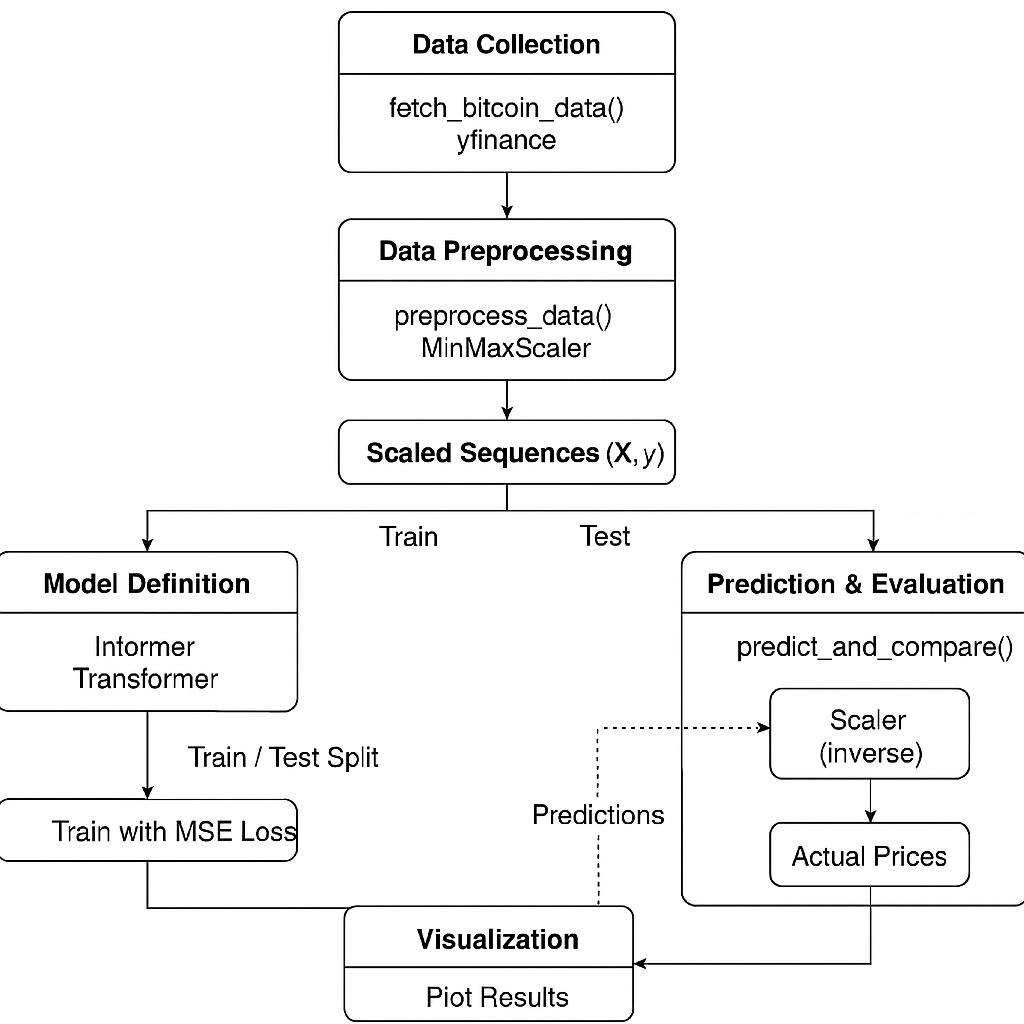 Data Collection
fetch_bitcoin_data()
yfinance
Data Preprocessing
preprocess_data()
MinMaxScaler
Scaled Sequences (X, y)
Train
Test
Model Definition
Informer
Transformer
Train / Test Split
Train with MSE Loss
Prediction & Evaluation
predict_and_compare()
Scaler
(inverse)
Predictions
Actual Prices
Visualization
Piot Results